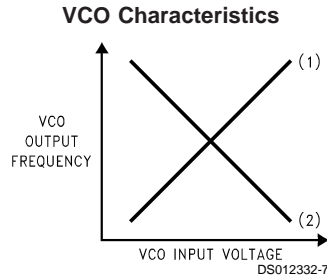 VCO Characteristics
(1)
VCO
OUTPUT
FREQUENCY
(2)
VCO INPUT VOLTAGE
DS012332-7